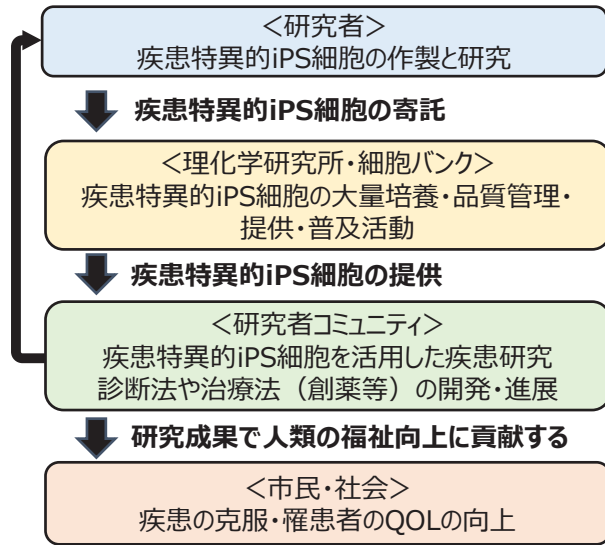 ＜研究者＞
疾患特異的iPS細胞の作製と研究
疾患特異的iPS細胞の寄託
＜理化学研究所・細胞バンク＞
疾患特異的iPS細胞の大量培養・品質管理・
提供・普及活動
疾患特異的iPS細胞の提供
＜研究者コミュニティ＞
疾患特異的iPS細胞を活用した疾患研究
診断法や治療法（創薬等）の開発・進展
研究成果で人類の福祉向上に貢献する
＜市民・社会＞
疾患の克服・罹患者のQOLの向上